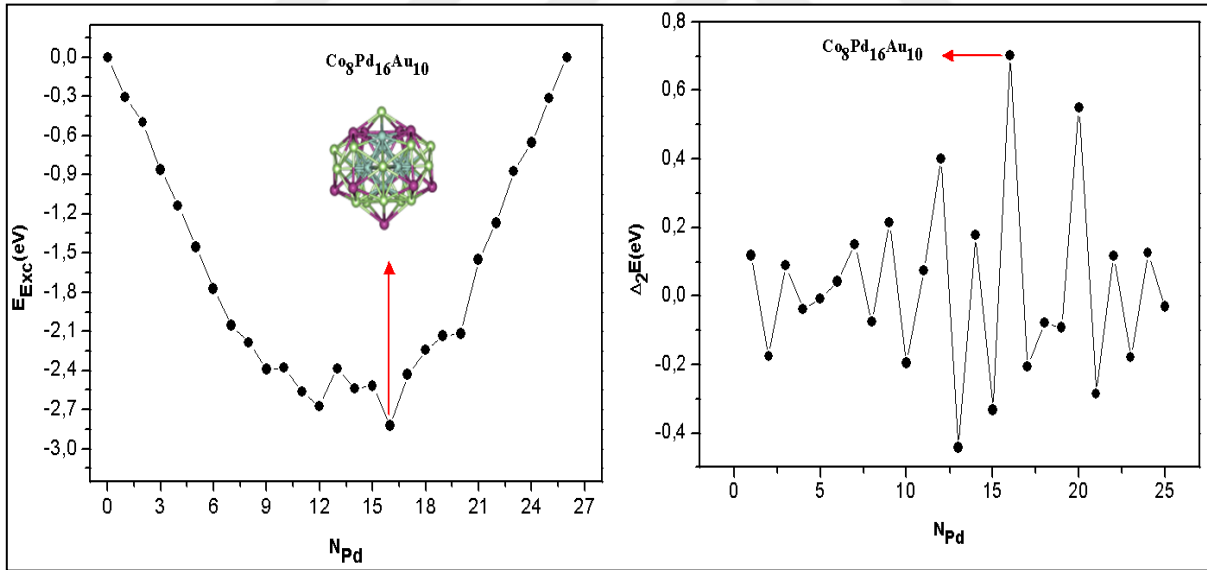 Co8Pd16Au10
0,0
-0,3
-0,6
-0,9
-1,2
-1,5
-1,8
-2,1
-2,4
-2,7
-3,0
E_Exc(eV)
0 3 6 9 12 15 18 21 24 27
N_Pd
Co8Pd16Au10
0,8
0,6
0,4
0,2
0,0
-0,2
-0,4
Δ2E(eV)
0 5 10 15 20 25
N_Pd